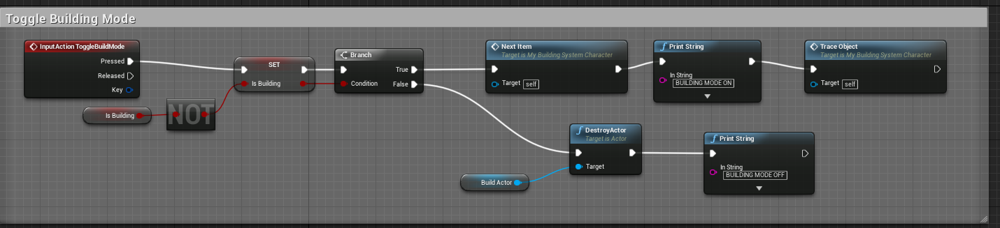 Toggle Building Mode
InputAction ToggleBuildMode
Pressed
Released
Key
Is Building
NOT
SET
Is Building
Branch
True
Condition
False
Next Item
Target is My Building System Character
Target self
Print String
In String
BUILDING MODE ON
Trace Object
Target is My Building System Character
Target self
Build Actor
DestroyActor
Target is Actor
Target
Print String
In String
BUILDING MODE OFF